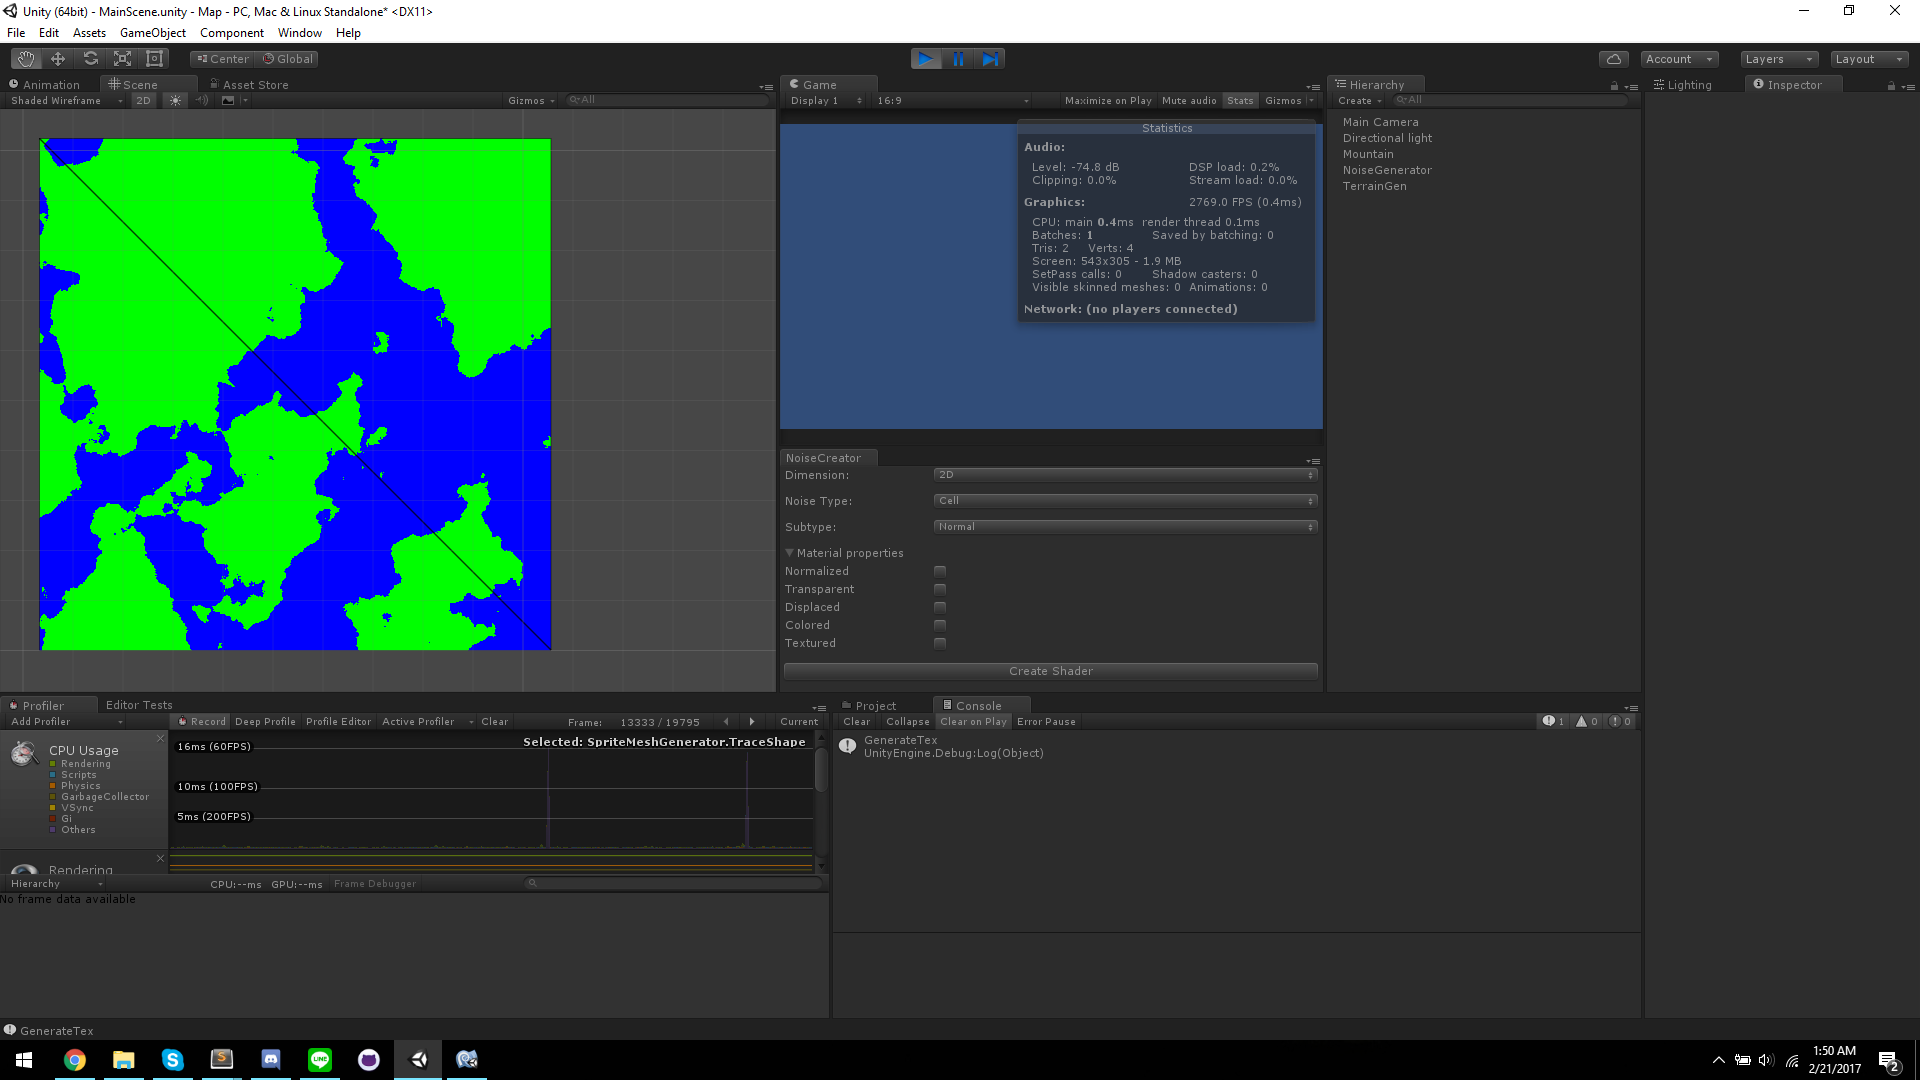 Unity (64bit) - MainScene.unity - Map - PC, Mac & Linux Standalone* <DX11>
File Edit Assets GameObject Component Window Help
Center Global
Account Layers Layout
Animation Scene Asset Store
Shaded Wireframe 2D Gizmos All
Game
Display 1 16:9 Maximize on Play Mute audio Stats Gizmos
Statistics
Audio:
Level: -74.8 dB DSP load: 0.2%
Clipping: 0.0% Stream load: 0.0%
Graphics: 2769.0 FPS (0.4ms)
CPU: main 0.4ms render thread 0.1ms
Batches: 1 Saved by batching: 0
Tris: 2 Verts: 4
Screen: 543x305 - 1.9 MB
SetPass calls: 0 Shadow casters: 0
Visible skinned meshes: 0 Animations: 0
Network: (no players connected)
Hierarchy
Create All
Main Camera
Directional light
Mountain
NoiseGenerator
TerrainGen
Lighting Inspector
NoiseCreator
Dimension: 2D
Noise Type: Cell
Subtype: Normal
Material properties
Normalized
Transparent
Displaced
Colored
Textured
Create Shader
Profiler Editor Tests
Add Profiler Record Deep Profile Profile Editor Active Profiler Clear Frame: 13333 / 19795 Current
CPU Usage
Rendering
Scripts
Physics
GarbageCollector
VSync
Gi
Others
Selected: SpriteMeshGenerator.TraceShape
16ms (60FPS)
10ms (100FPS)
5ms (200FPS)
Rendering
Hierarchy CPU:--ms GPU:--ms Frame Debugger
No frame data available
Project Console
Clear Collapse Clear on Play Error Pause 1 0 0
GenerateTex
UnityEngine.Debug:Log(Object)
GenerateTex
1:50 AM
2/21/2017
2